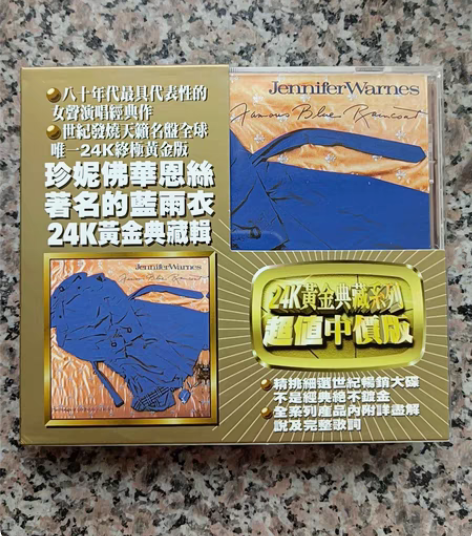 八十年代最具代表性的
女聲演唱經典作
世紀發燒天籟名盤全球
唯一24K終極黃金版
珍妮佛華恩絲
著名的藍雨衣
24K黃金典藏輯
JenniferWarnes
Famous Blue Raincoat
JenniferWarnes
Famous Blue Raincoat
24K黃金典藏系列
超值中價版
精挑細選世紀暢銷大碟
不是經典絕不鍍金
全系列產品內附詳盡解
說及完整歌詞